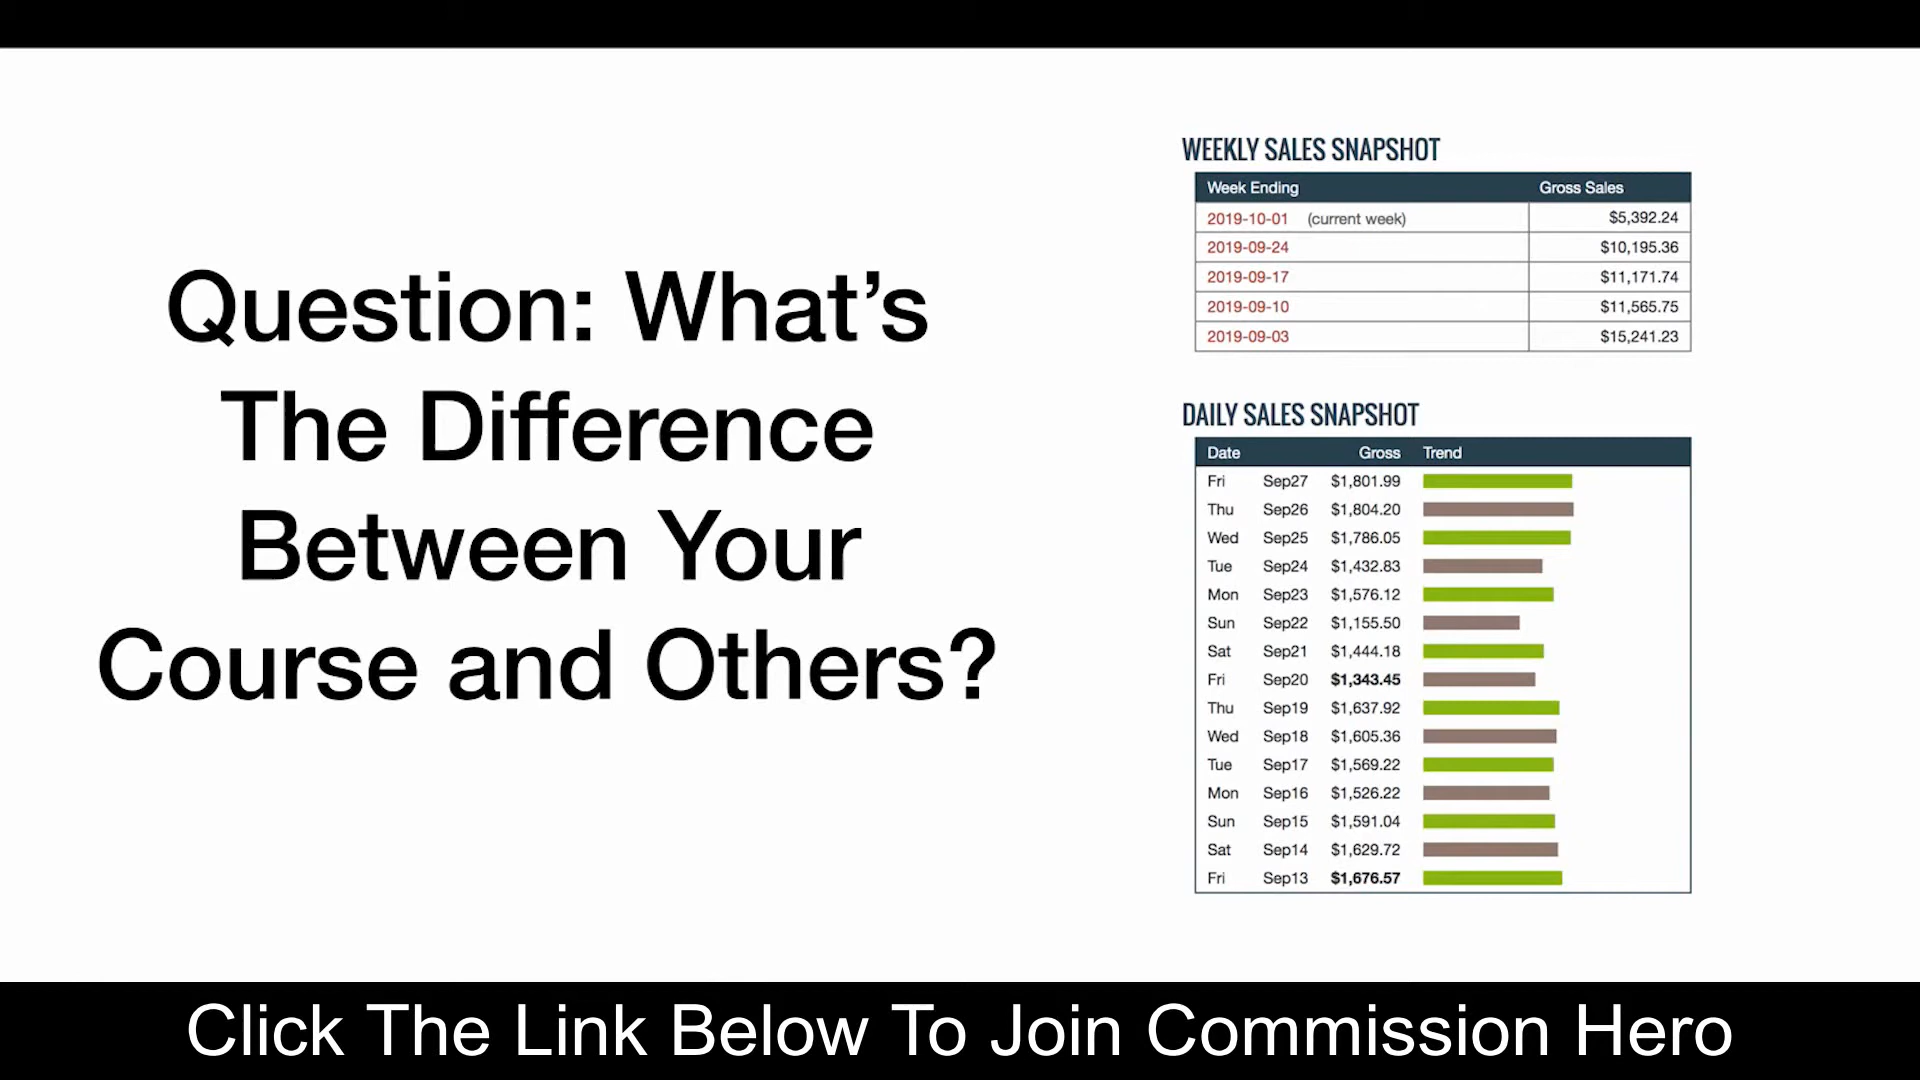 Question: What’s
The Difference
Between Your
Course and Others?
WEEKLY SALES SNAPSHOT
Week Ending Gross Sales
2019-10-01 (current week) $5,392.24
2019-09-24 $10,195.36
2019-09-17 $11,171.74
2019-09-10 $11,565.75
2019-09-03 $15,241.23
DAILY SALES SNAPSHOT
Date Gross Trend
Fri Sep27 $1,801.99
Thu Sep26 $1,804.20
Wed Sep25 $1,786.05
Tue Sep24 $1,432.83
Mon Sep23 $1,576.12
Sun Sep22 $1,155.50
Sat Sep21 $1,444.18
Fri Sep20 $1,343.45
Thu Sep19 $1,637.92
Wed Sep18 $1,605.36
Tue Sep17 $1,569.22
Mon Sep16 $1,526.22
Sun Sep15 $1,591.04
Sat Sep14 $1,629.72
Fri Sep13 $1,676.57
Click The Link Below To Join Commission Hero